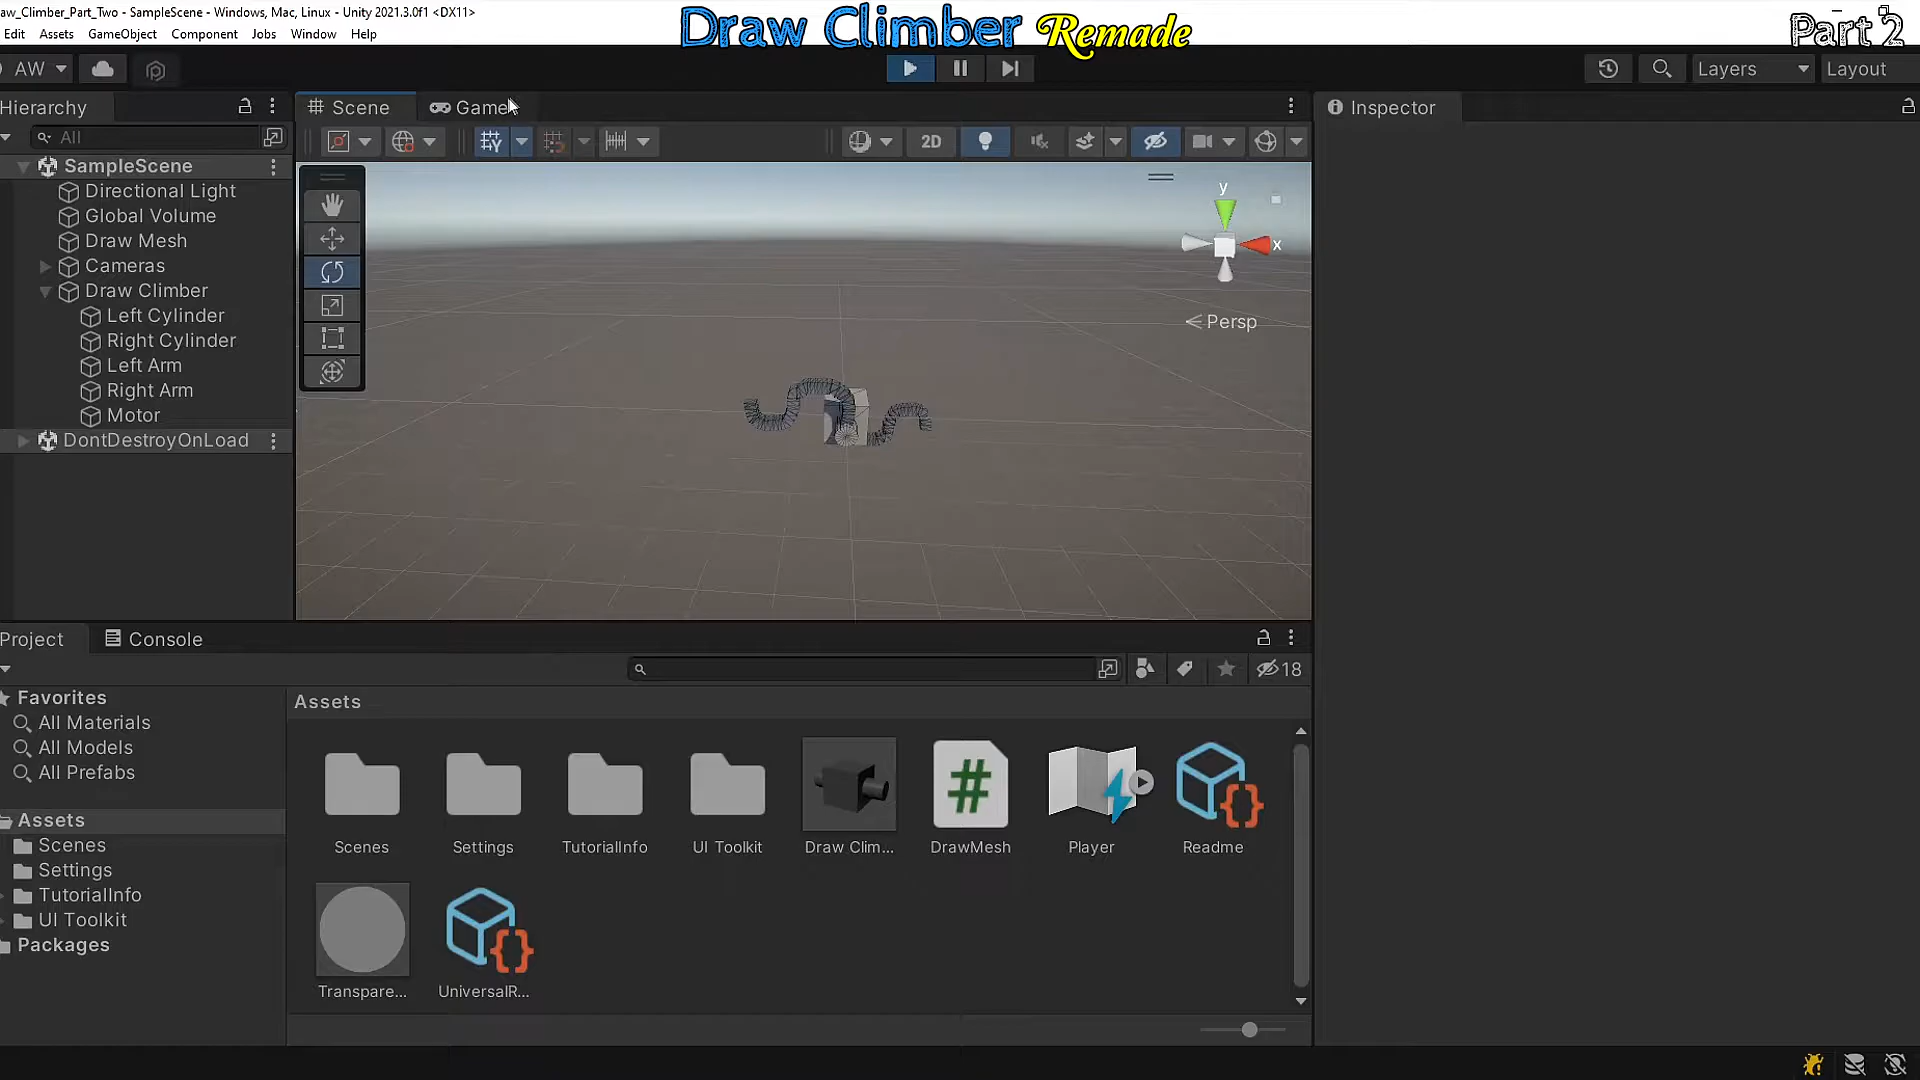 aw_Climber_Part_Two - SampleScene - Windows, Mac, Linux - Unity 2021.3.0f1 <DX11>
Draw Climber Remade
Part 2
Edit Assets GameObject Component Jobs Window Help
AW
Layers
Layout
Hierarchy
Scene
Game
Inspector
All
2D
SampleScene
Directional Light
Global Volume
Draw Mesh
Cameras
Draw Climber
Left Cylinder
Right Cylinder
Left Arm
Right Arm
Motor
DontDestroyOnLoad
y
x
Persp
Project
Console
18
Favorites
All Materials
All Models
All Prefabs
Assets
Scenes
Settings
TutorialInfo
UI Toolkit
Packages
Assets
Scenes
Settings
TutorialInfo
UI Toolkit
Draw Clim...
DrawMesh
Player
Readme
Transpare...
UniversalR...